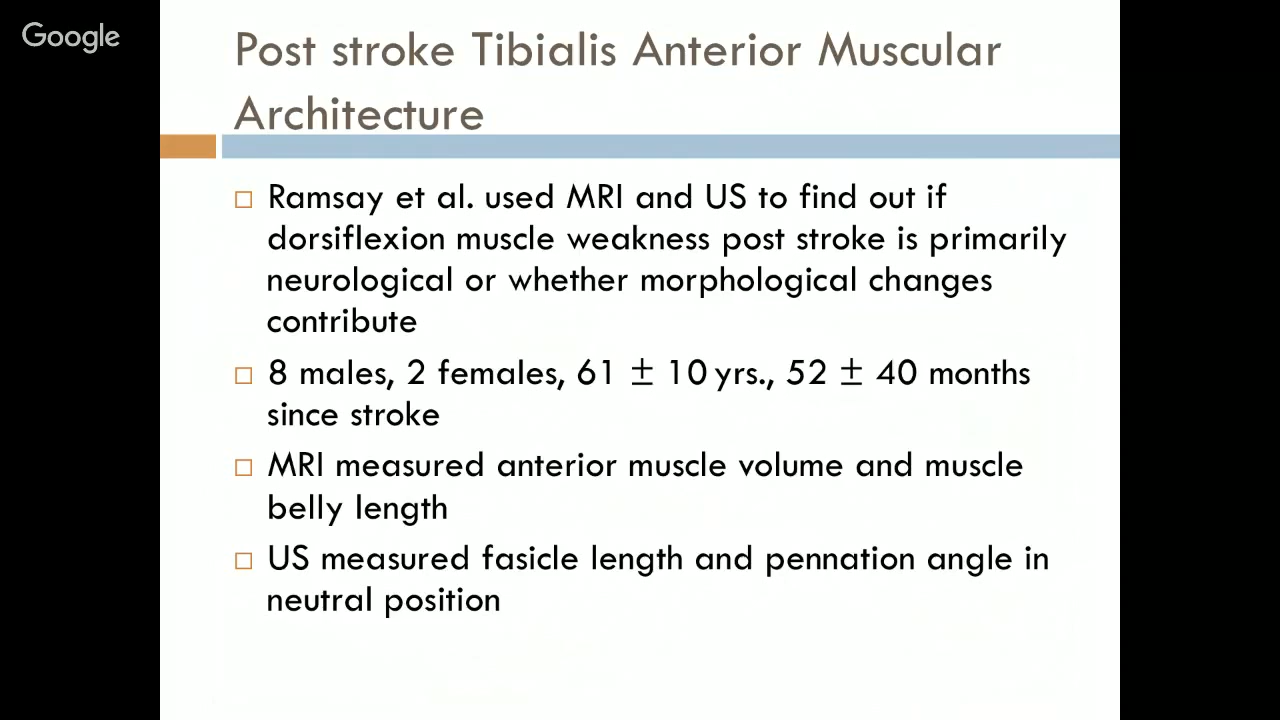 Google
Post stroke Tibialis Anterior Muscular
Architecture
Ramsay et al. used MRI and US to find out if
dorsiflexion muscle weakness post stroke is primarily
neurological or whether morphological changes
contribute
8 males, 2 females, 61 ± 10 yrs., 52 ± 40 months
since stroke
MRI measured anterior muscle volume and muscle
belly length
US measured fasicle length and pennation angle in
neutral position